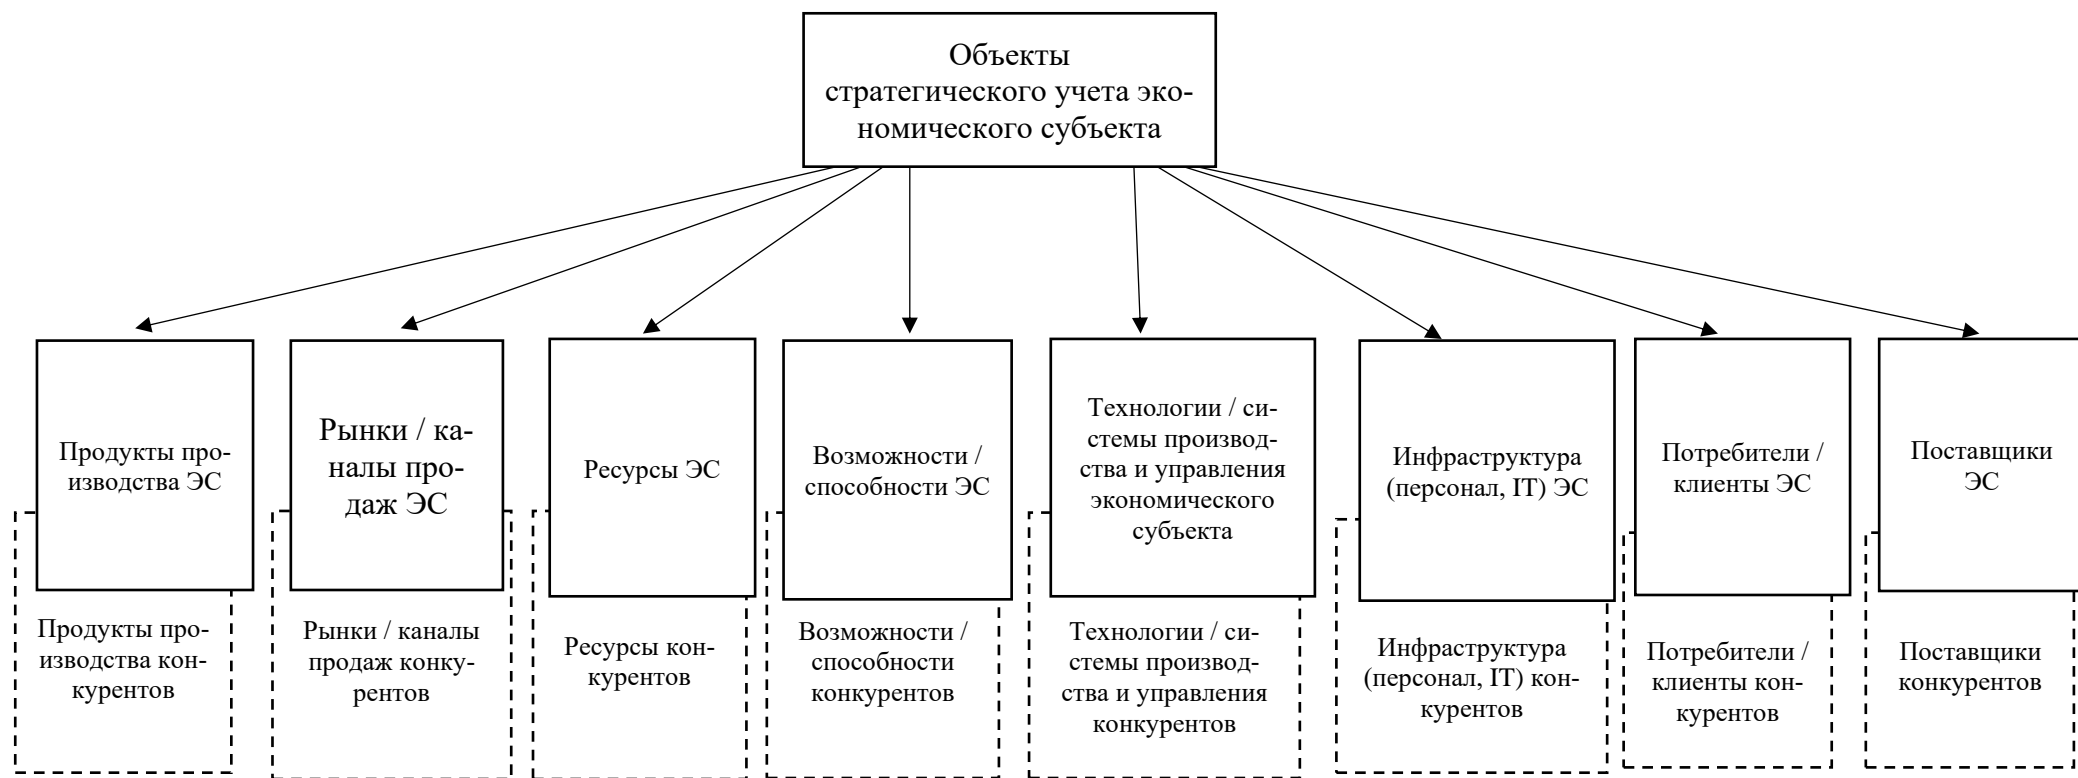 Объекты
стратегического учета эко-
номического субъекта
Продукты про-
изводства ЭС
Рынки / ка-
налы про-
даж ЭС
Ресурсы ЭС
Возможности /
способности ЭС
Технологии / си-
стемы производ-
ства и управления
экономического
субъекта
Инфраструктура
(персонал, IT) ЭС
Потребители /
клиенты ЭС
Поставщики
ЭС
Продукты про-
изводства кон-
курентов
Рынки / каналы
продаж конку-
рентов
Ресурсы кон-
курентов
Возможности /
способности
конкурентов
Технологии / си-
стемы производ-
ства и управления
конкурентов
Инфраструктура
(персонал, IT) кон-
курентов
Потребители /
клиенты кон-
курентов
Поставщики
конкурентов